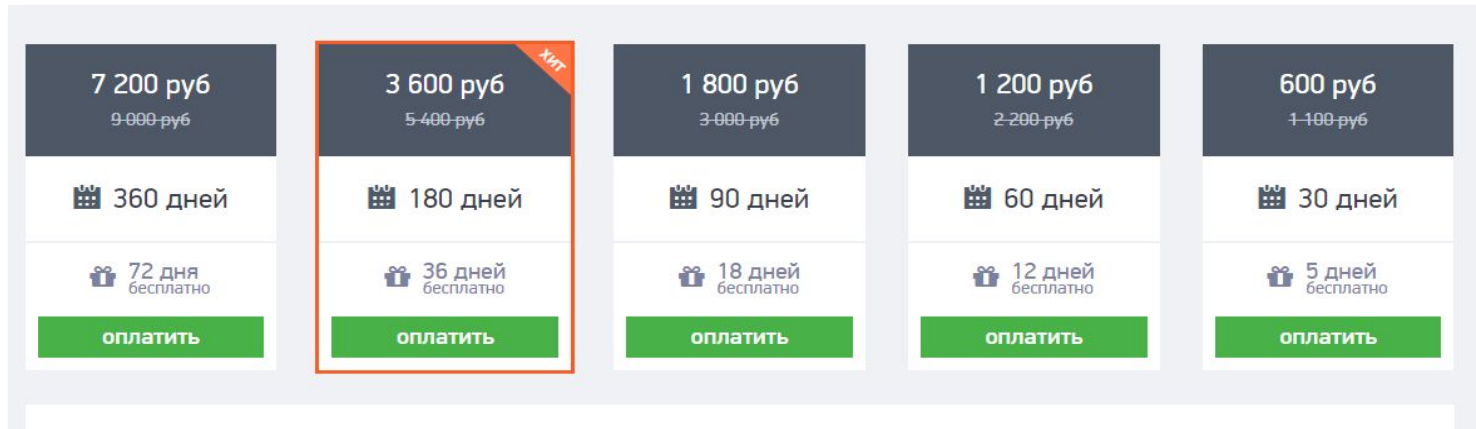 7 200 руб
9 000 руб
360 дней
72 дня
бесплатно
оплатить
ХИТ
3 600 руб
5 400 руб
180 дней
36 дней
бесплатно
оплатить
1 800 руб
3 000 руб
90 дней
18 дней
бесплатно
оплатить
1 200 руб
2 200 руб
60 дней
12 дней
бесплатно
оплатить
600 руб
1 100 руб
30 дней
5 дней
бесплатно
оплатить